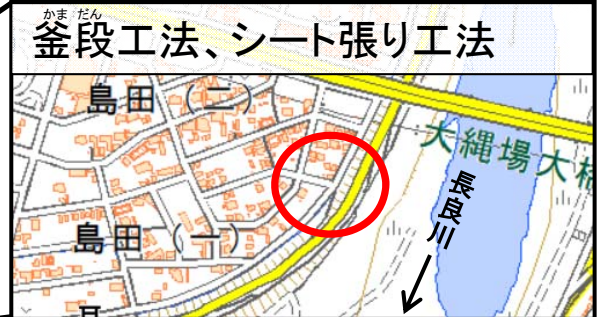 かまだん
釜段工法、シート張り工法
島田（二）
大縄場大橋
長良川
島田（一）